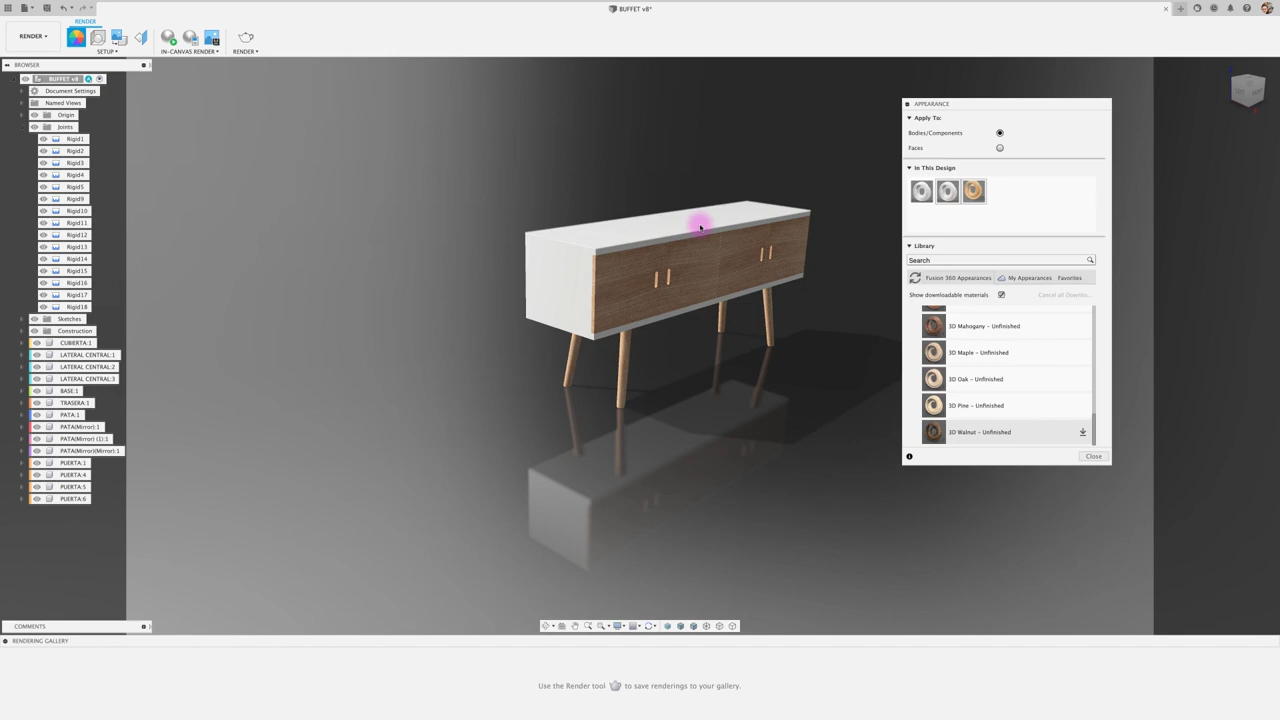 BUFFET v8*
RENDER
RENDER
SETUP
IN-CANVAS RENDER
RENDER
BROWSER
BUFFET v8
Document Settings
Named Views
Origin
Joints
Rigid1
Rigid2
Rigid3
Rigid4
Rigid5
Rigid9
Rigid10
Rigid11
Rigid12
Rigid13
Rigid14
Rigid15
Rigid16
Rigid17
Rigid18
Sketches
Construction
CUBIERTA:1
LATERAL CENTRAL:1
LATERAL CENTRAL:2
LATERAL CENTRAL:3
BASE:1
TRASERA:1
PATA:1
PATA(Mirror):1
PATA(Mirror) (1):1
PATA(Mirror)(Mirror):1
PUERTA:1
PUERTA:4
PUERTA:5
PUERTA:6
APPEARANCE
Apply To:
Bodies/Components
Faces
In This Design
Library
Search
Fusion 360 Appearances My Appearances Favorites
Show downloadable materials Cancel all Downlo...
3D Mahogany - Unfinished
3D Maple - Unfinished
3D Oak - Unfinished
3D Pine - Unfinished
3D Walnut - Unfinished
Close
COMMENTS
RENDERING GALLERY
Use the Render tool to save renderings to your gallery.